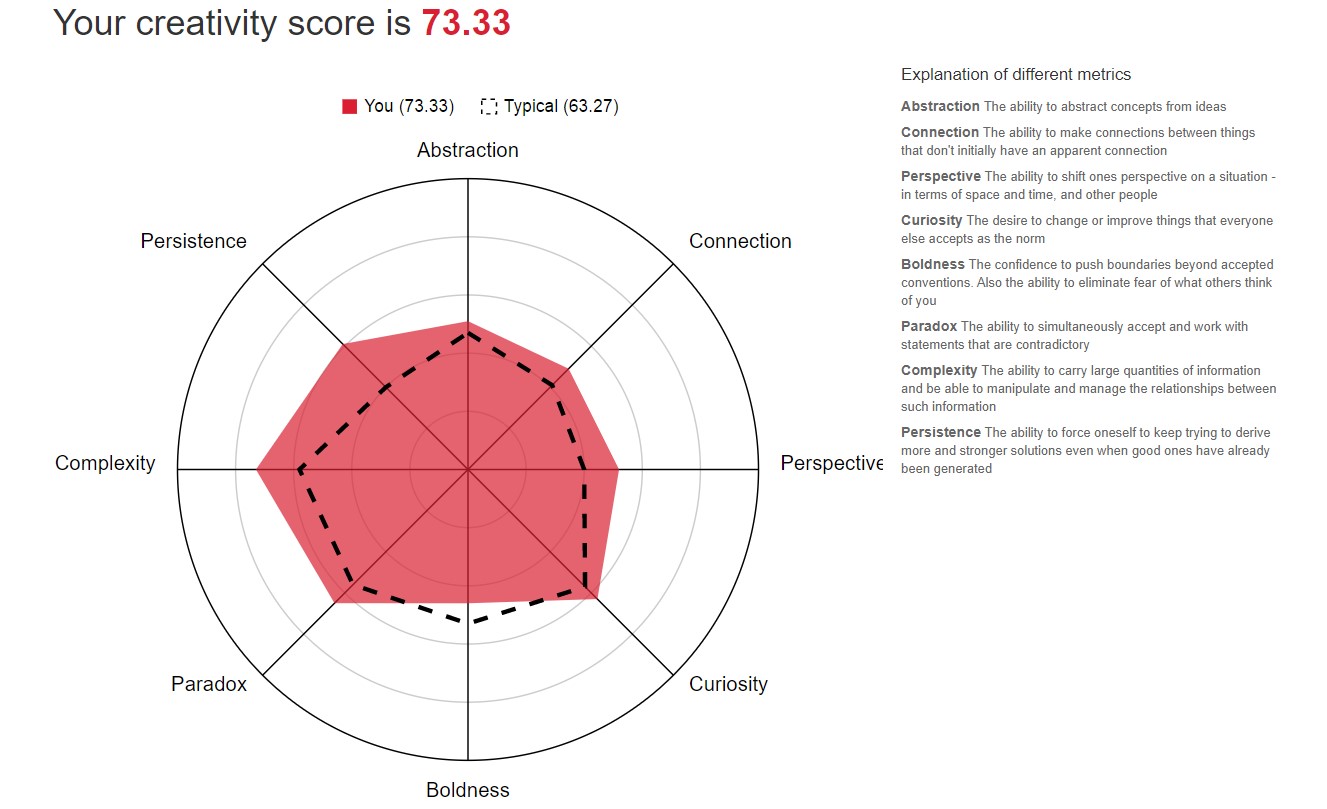 Your creativity score is 73.33
You (73.33) Typical (63.27)
Abstraction
Connection
Perspective
Curiosity
Boldness
Paradox
Complexity
Persistence
Explanation of different metrics
Abstraction The ability to abstract concepts from ideas
Connection The ability to make connections between things
that don't initially have an apparent connection
Perspective The ability to shift ones perspective on a situation -
in terms of space and time, and other people
Curiosity The desire to change or improve things that everyone
else accepts as the norm
Boldness The confidence to push boundaries beyond accepted
conventions. Also the ability to eliminate fear of what others think
of you
Paradox The ability to simultaneously accept and work with
statements that are contradictory
Complexity The ability to carry large quantities of information
and be able to manipulate and manage the relationships between
such information
Persistence The ability to force oneself to keep trying to derive
more and stronger solutions even when good ones have already
been generated